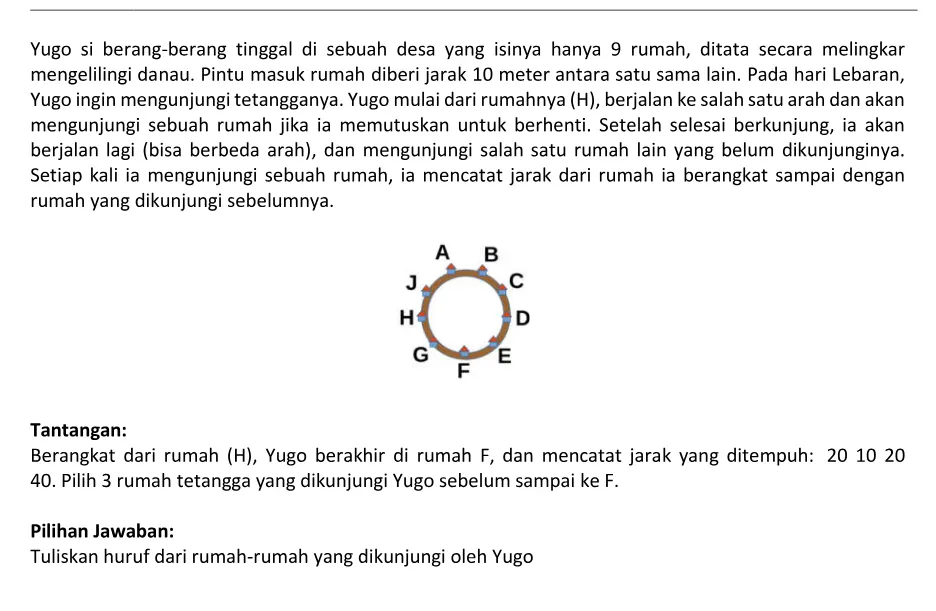 Yugo si berang-berang tinggal di sebuah desa yang isinya hanya 9 rumah, ditata secara melingkar
mengelilingi danau. Pintu masuk rumah diberi jarak 10 meter antara satu sama lain. Pada hari Lebaran,
Yugo ingin mengunjungi tetangganya. Yugo mulai dari rumahnya (H), berjalan ke salah satu arah dan akan
mengunjungi sebuah rumah jika ia memutuskan untuk berhenti. Setelah selesai berkunjung, ia akan
berjalan lagi (bisa berbeda arah), dan mengunjungi salah satu rumah lain yang belum dikunjunginya.
Setiap kali ia mengunjungi sebuah rumah, ia mencatat jarak dari rumah ia berangkat sampai dengan
rumah yang dikunjungi sebelumnya.
A B
J C
H D
G E
F
Tantangan:
Berangkat dari rumah (H), Yugo berakhir di rumah F, dan mencatat jarak yang ditempuh: 20 10 20
40. Pilih 3 rumah tetangga yang dikunjungi Yugo sebelum sampai ke F.
Pilihan Jawaban:
Tuliskan huruf dari rumah-rumah yang dikunjungi oleh Yugo